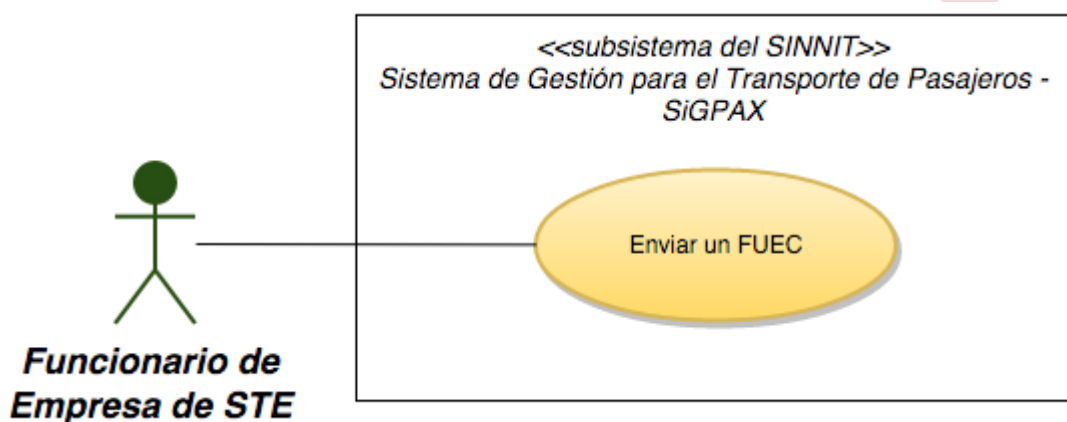 <<subsistema del SINNIT>>
Sistema de Gestión para el Transporte de Pasajeros -
SiGPAX
Enviar un FUEC
Funcionario de
Empresa de STE